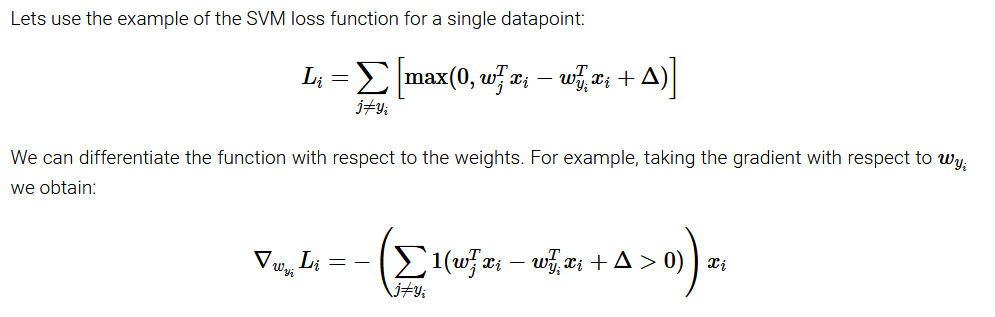 Lets use the example of the SVM loss function for a single datapoint:
L_i = \sum_{j \neq y_i} \left[ \max(0, w_j^T x_i - w_{y_i}^T x_i + \Delta) \right]
We can differentiate the function with respect to the weights. For example, taking the gradient with respect to w_{y_i}
we obtain:
\nabla_{w_{y_i}} L_i = - \left( \sum_{j \neq y_i} 1(w_j^T x_i - w_{y_i}^T x_i + \Delta > 0) \right) x_i